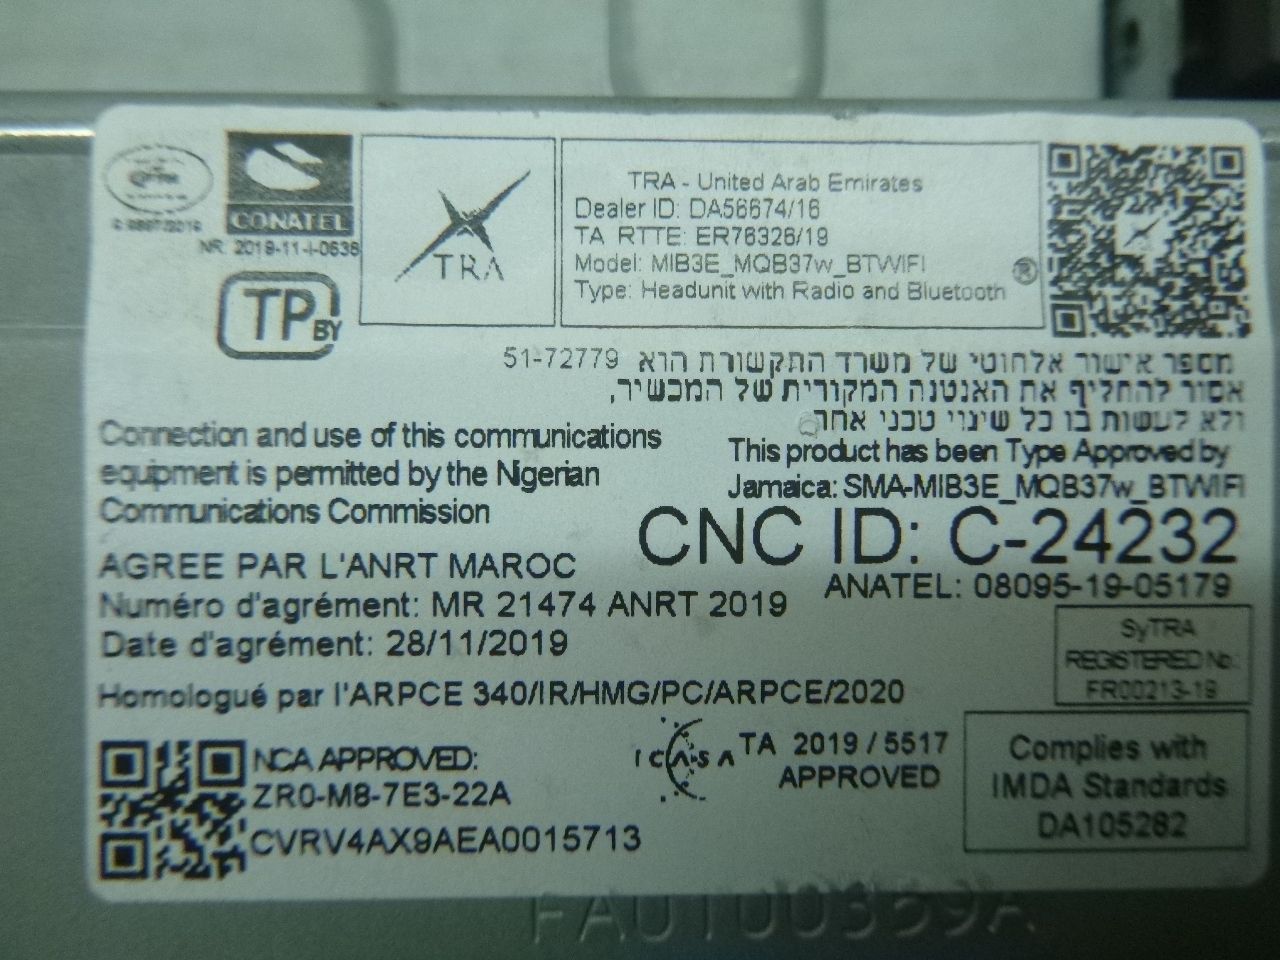 CONATEL
NR: 2019-11-I-0636
TRA
TRA - United Arab Emirates
Dealer ID: DA56674/16
TA RTTE: ER76326/19
Model: MIB3E_MQB37w_BTWIFI
Type: Headunit with Radio and Bluetooth
®
TP BY
מספר אישור אלחוטי של משרד התקשורת הוא 51-72779
אסור להחליף את האנטנה המקורית של המכשיר,
ולא לעשות בו כל שינוי טכני אחר
Connection and use of this communications
equipment is permitted by the Nigerian
Communications Commission
This product has been Type Approved by
Jamaica: SMA-MIB3E_MQB37w_BTWIFI
CNC ID: C-24232
AGREE PAR L'ANRT MAROC
ANATEL: 08095-19-05179
Numéro d'agrément: MR 21474 ANRT 2019
Date d'agrément: 28/11/2019
SyTRA
REGISTERED No:
FR00213-19
Homologué par l'ARPCE 340/IR/HMG/PC/ARPCE/2020
NCA APPROVED:
ZR0-M8-7E3-22A
CVRV4AX9AEA0015713
ICASA TA 2019 / 5517
APPROVED
Complies with
IMDA Standards
DA105282
FA0100369A